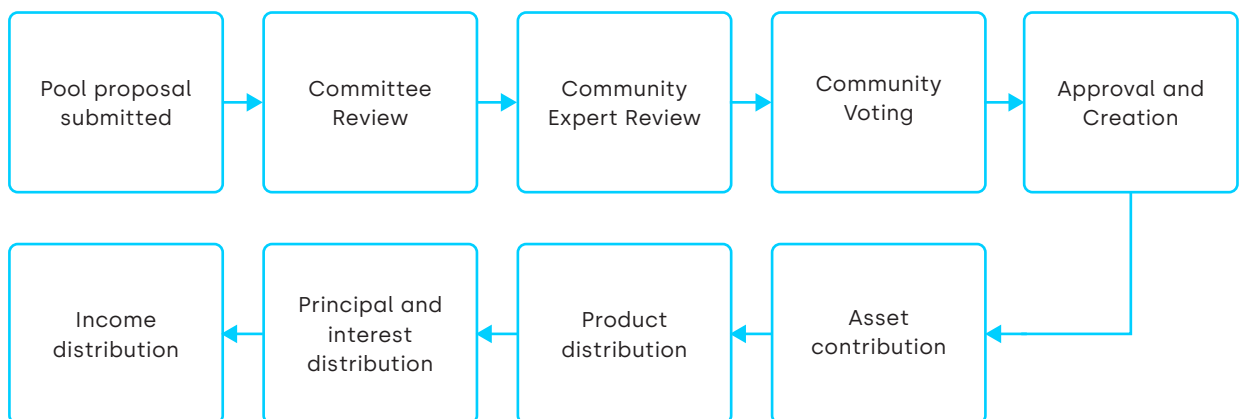 Pool proposal
submitted
Committee
Review
Community
Expert Review
Community
Voting
Approval and
Creation
Income
distribution
Principal and
interest
distribution
Product
distribution
Asset
contribution